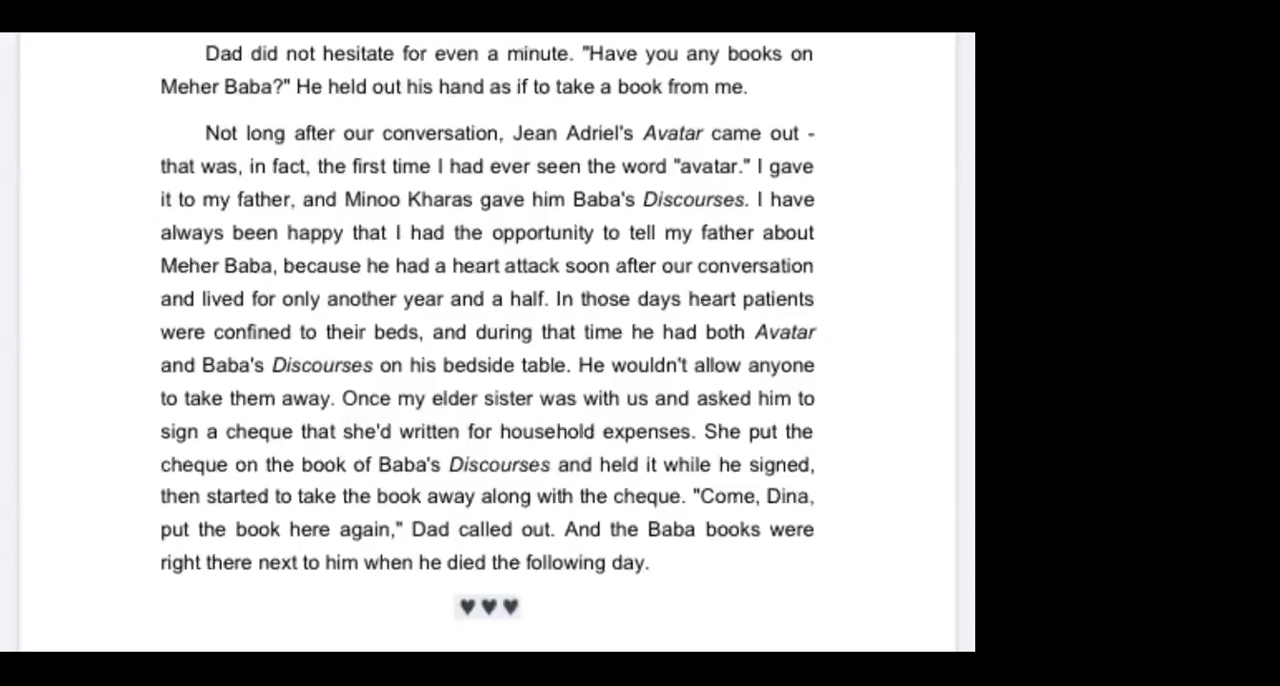 Dad did not hesitate for even a minute. "Have you any books on
Meher Baba?" He held out his hand as if to take a book from me.
Not long after our conversation, Jean Adriel's Avatar came out -
that was, in fact, the first time I had ever seen the word "avatar." I gave
it to my father, and Minoo Kharas gave him Baba's Discourses. I have
always been happy that I had the opportunity to tell my father about
Meher Baba, because he had a heart attack soon after our conversation
and lived for only another year and a half. In those days heart patients
were confined to their beds, and during that time he had both Avatar
and Baba's Discourses on his bedside table. He wouldn't allow anyone
to take them away. Once my elder sister was with us and asked him to
sign a cheque that she'd written for household expenses. She put the
cheque on the book of Baba's Discourses and held it while he signed,
then started to take the book away along with the cheque. "Come, Dina,
put the book here again," Dad called out. And the Baba books were
right there next to him when he died the following day.
♥ ♥ ♥